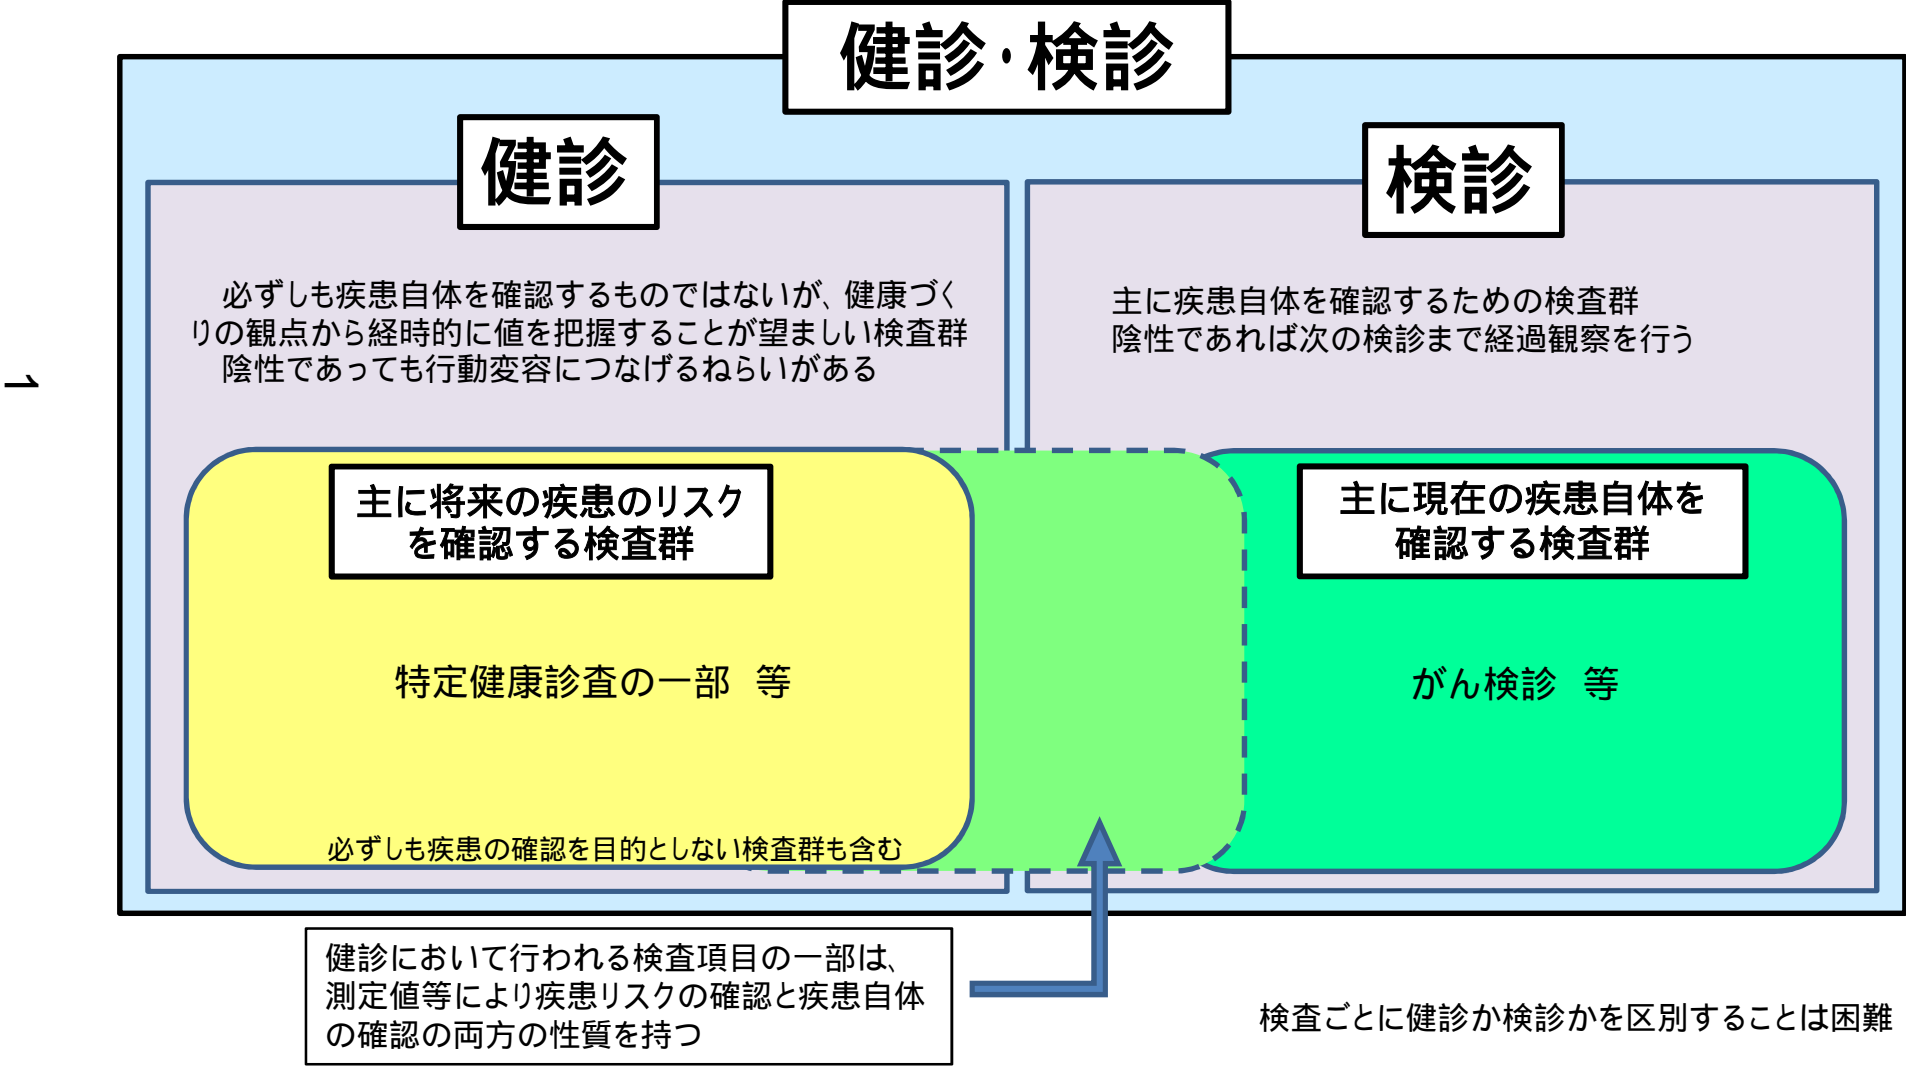 健診・検診
健診
検診
必ずしも疾患自体を確認するものではないが、健康づく
りの観点から経時的に値を把握することが望ましい検査群
陰性であっても行動変容につなげるねらいがある
主に疾患自体を確認するための検査群
陰性であれば次の検診まで経過観察を行う
1
主に将来の疾患のリスク
を確認する検査群
主に現在の疾患自体を
確認する検査群
特定健康診査の一部 等
がん検診 等
必ずしも疾患の確認を目的としない検査群も含む
健診において行われる検査項目の一部は、
測定値等により疾患リスクの確認と疾患自体
の確認の両方の性質を持つ
検査ごとに健診か検診かを区別することは困難